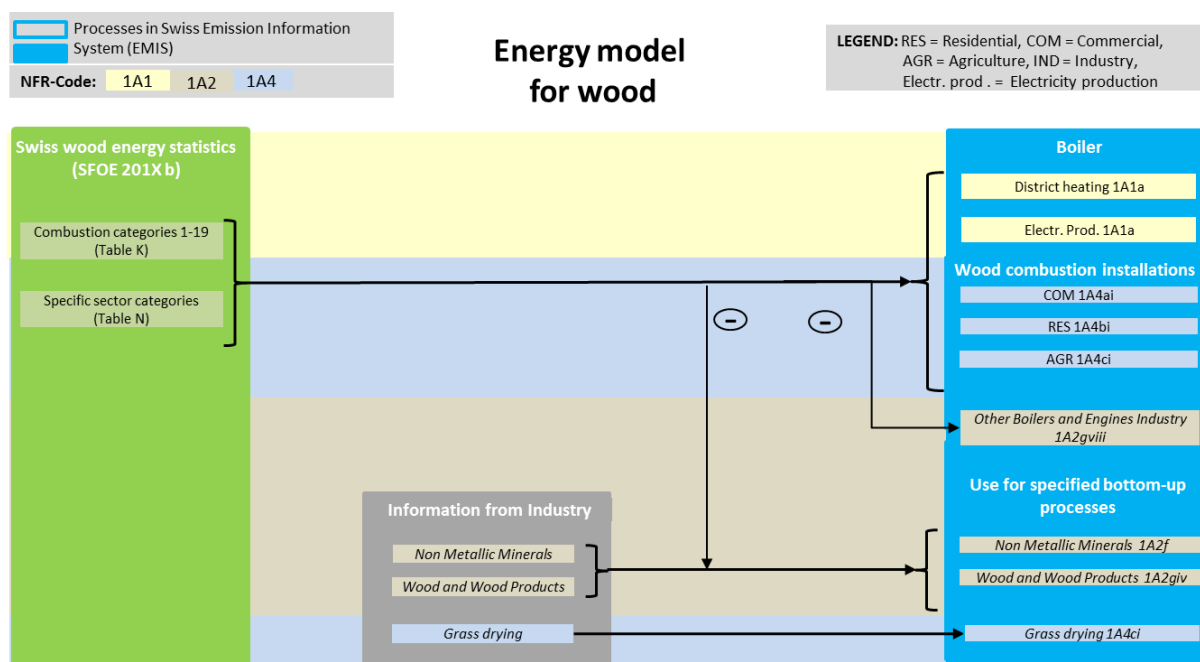 Processes in Swiss Emission Information
System (EMIS)
NFR-Code: 1A1 1A2 1A4
Energy model
for wood
LEGEND: RES = Residential, COM = Commercial,
AGR = Agriculture, IND = Industry,
Electr. prod . = Electricity production
Swiss wood energy statistics
(SFOE 201X b)
Combustion categories 1-19
(Table K)
Specific sector categories
(Table N)
Boiler
District heating 1A1a
Electr. Prod. 1A1a
Wood combustion installations
COM 1A4ai
RES 1A4bi
AGR 1A4ci
-
-
Other Boilers and Engines Industry
1A2gviii
Information from Industry
Non Metallic Minerals
Wood and Wood Products
Grass drying
Use for specified bottom-up
processes
Non Metallic Minerals 1A2f
Wood and Wood Products 1A2giv
Grass drying 1A4ci